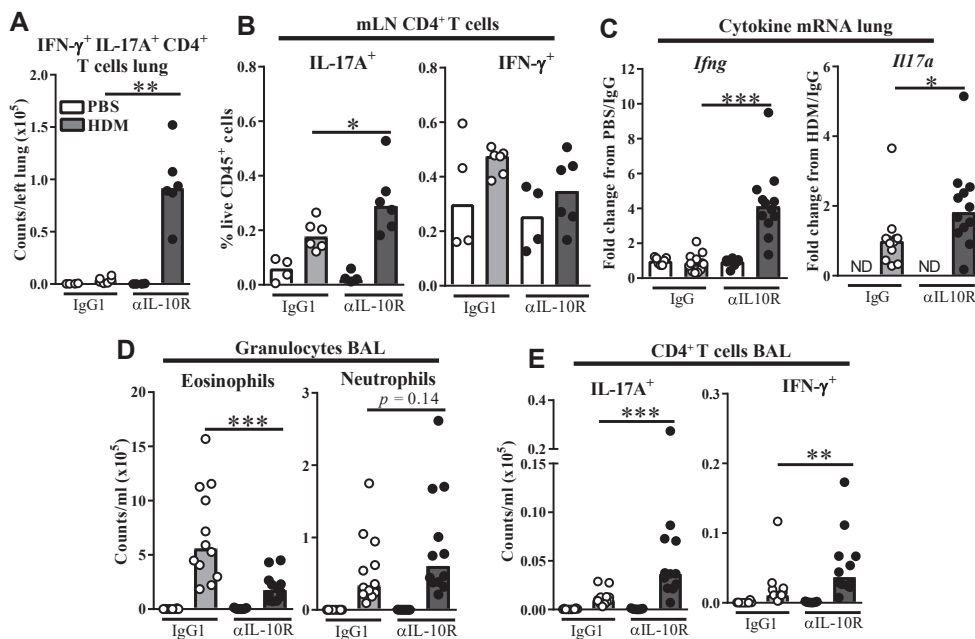 A
IFN-γ+ IL-17A+ CD4+
T cells lung
**
PBS
HDM
Counts/left lung (x10^5)
2.0
1.5
1.0
0.5
0.0
IgG1
αIL-10R
B
mLN CD4+ T cells
IL-17A+
IFN-γ+
*
% live CD45+ cells
0.8
0.6
0.4
0.2
0.0
IgG1
αIL-10R
0.8
0.6
0.4
0.2
0.0
IgG1
αIL-10R
C
Cytokine mRNA lung
Ifng
***
Fold change from PBS/IgG
12
10
8
6
4
2
0
IgG
αIL10R
Il17a
*
Fold change from HDM/IgG
6
4
2
0
ND
ND
IgG
αIL10R
D
Granulocytes BAL
Eosinophils
***
Counts/ml (x10^5)
20
15
10
5
0
IgG1
αIL-10R
Neutrophils
p = 0.14
3
2
1
0
IgG1
αIL-10R
E
CD4+ T cells BAL
IL-17A+
***
Counts/ml (x10^5)
0.4
0.2
0.15
0.10
0.05
0.00
IgG1
αIL-10R
IFN-γ+
**
0.3
0.2
0.1
0.0
IgG1
αIL-10R